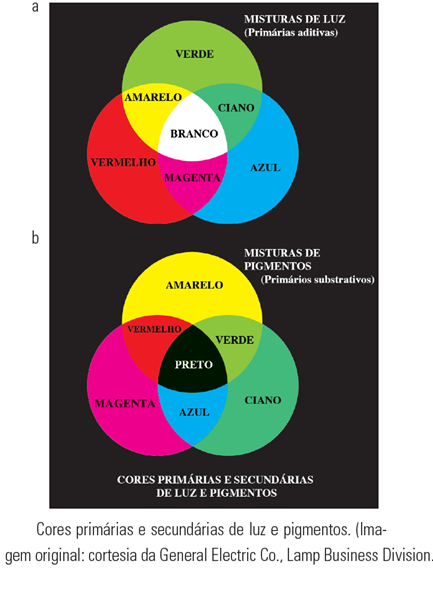 a
MISTURAS DE LUZ
(Primárias aditivas)
VERDE
AMARELO
CIANO
BRANCO
VERMELHO
AZUL
MAGENTA
b
MISTURAS DE
PIGMENTOS
(Primários substrativos)
AMARELO
VERMELHO
VERDE
PRETO
MAGENTA
CIANO
AZUL
CORES PRIMÁRIAS E SECUNDÁRIAS
DE LUZ E PIGMENTOS
Cores primárias e secundárias de luz e pigmentos. (Ima-
gem original: cortesia da General Electric Co., Lamp Business Division.